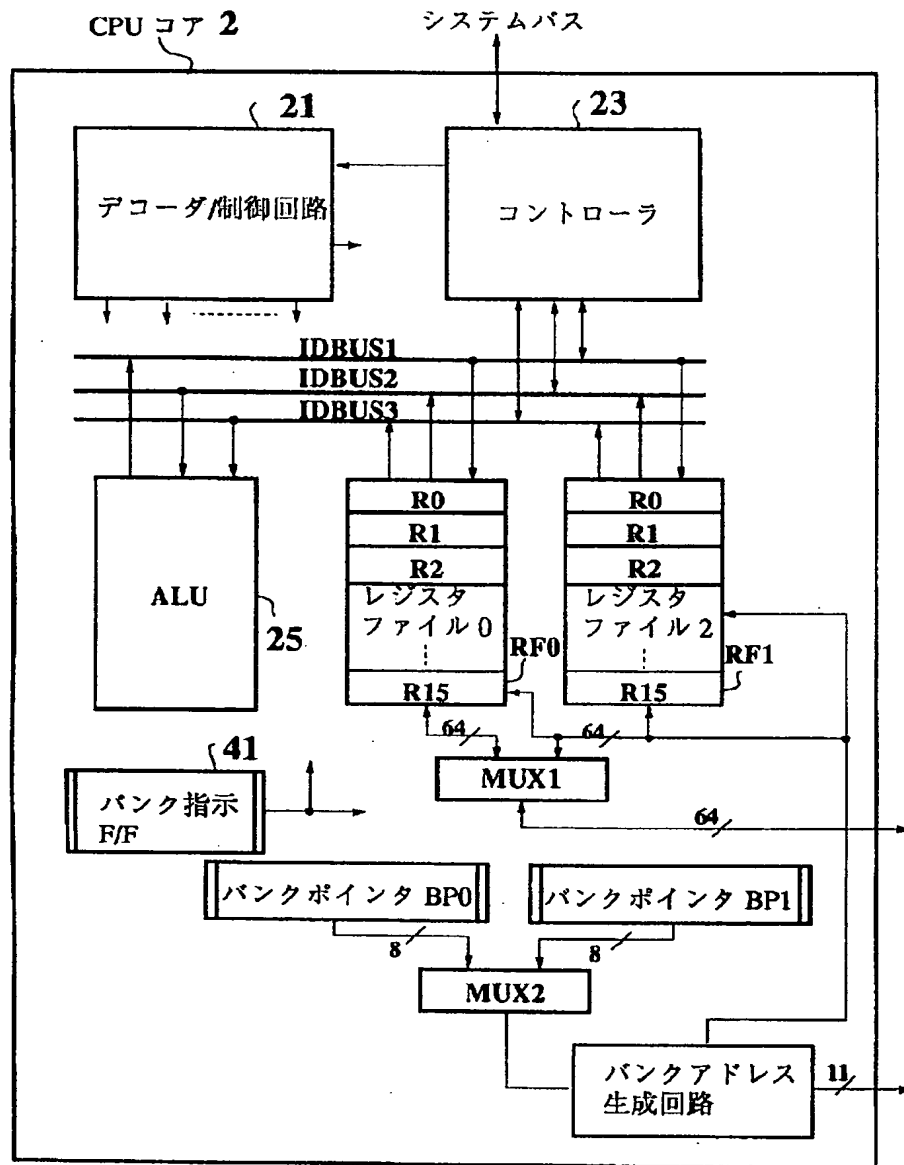 CPU コア 2
システムバス
21
デコーダ/制御回路
23
コントローラ
IDBUS1
IDBUS2
IDBUS3
ALU
25
R0
R1
R2
レジスタ
ファイル0
R15
RF0
R0
R1
R2
レジスタ
ファイル2
R15
RF1
64
64
MUX1
64
41
バンク指示
F/F
バンクポインタ BP0
バンクポインタ BP1
8
8
MUX2
バンクアドレス
生成回路
11